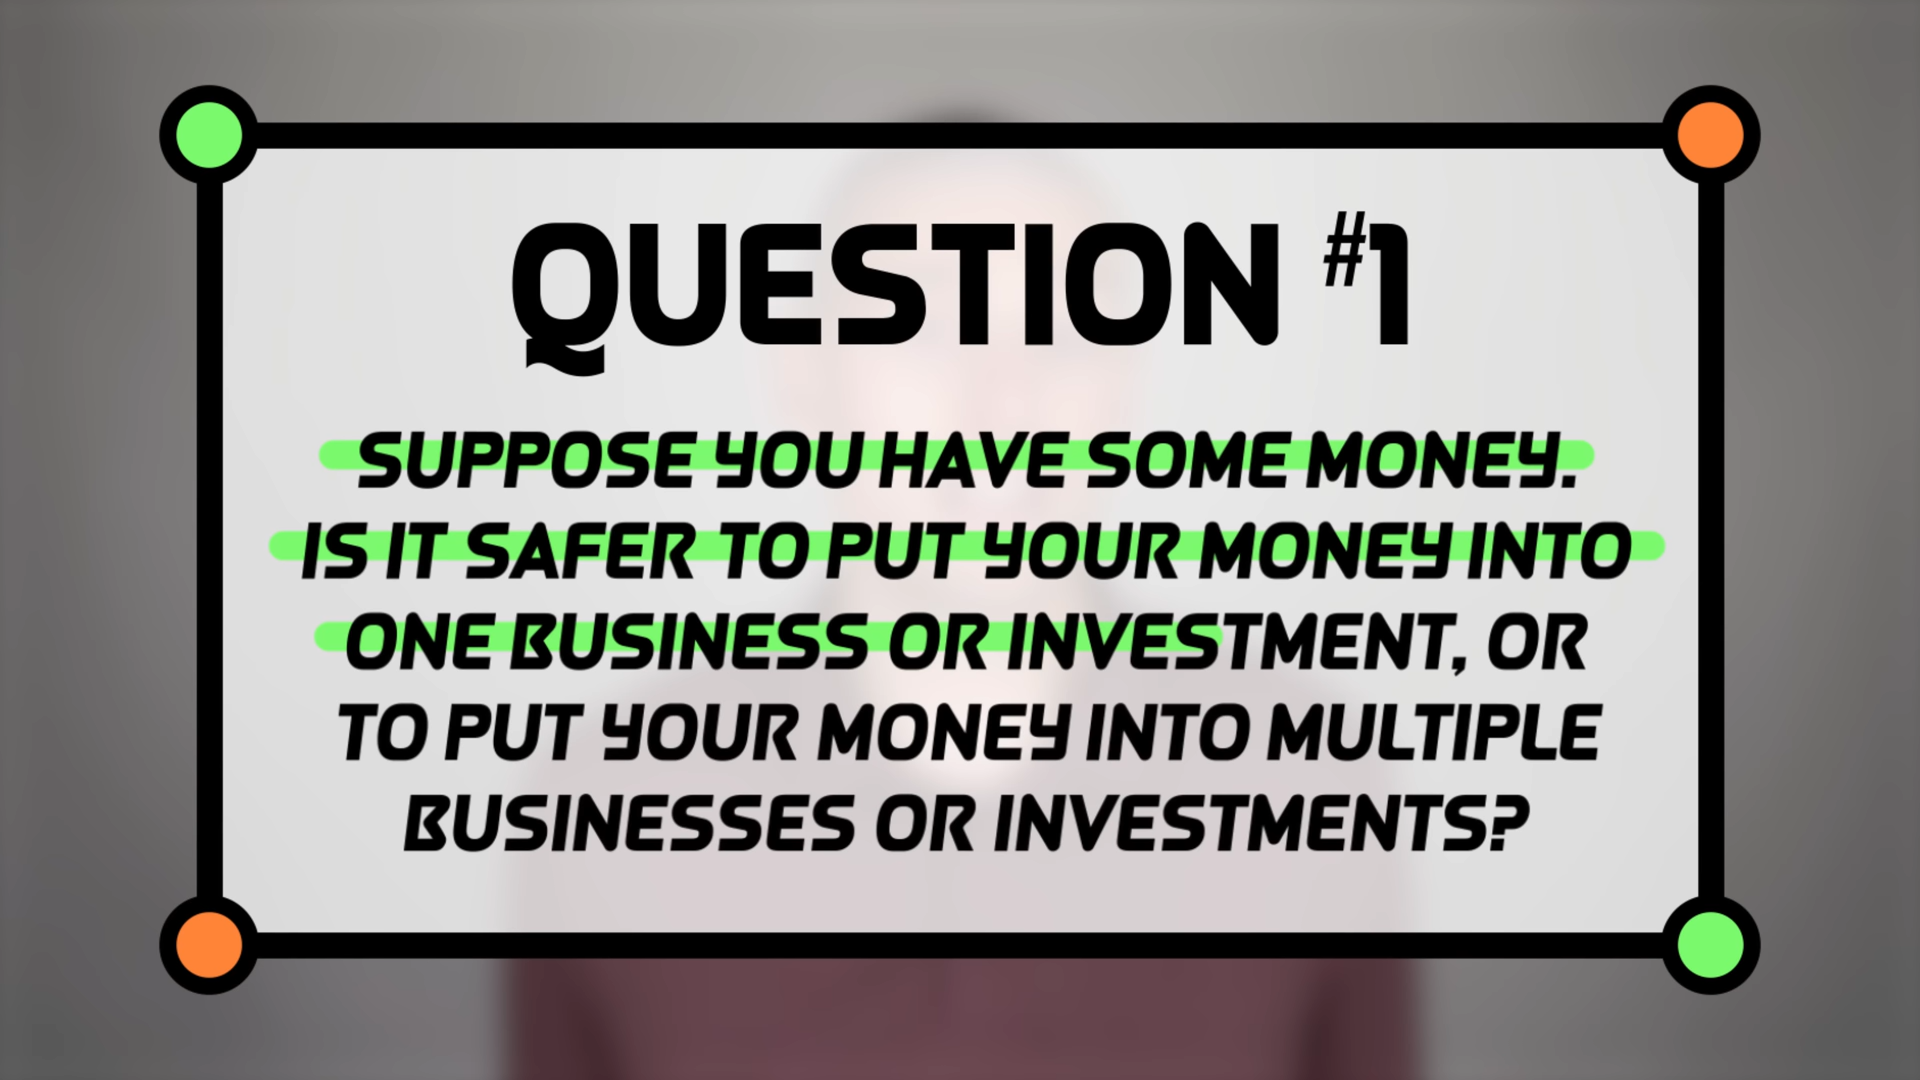 QUESTION #1
SUPPOSE YOU HAVE SOME MONEY.
IS IT SAFER TO PUT YOUR MONEY INTO
ONE BUSINESS OR INVESTMENT, OR
TO PUT YOUR MONEY INTO MULTIPLE
BUSINESSES OR INVESTMENTS?